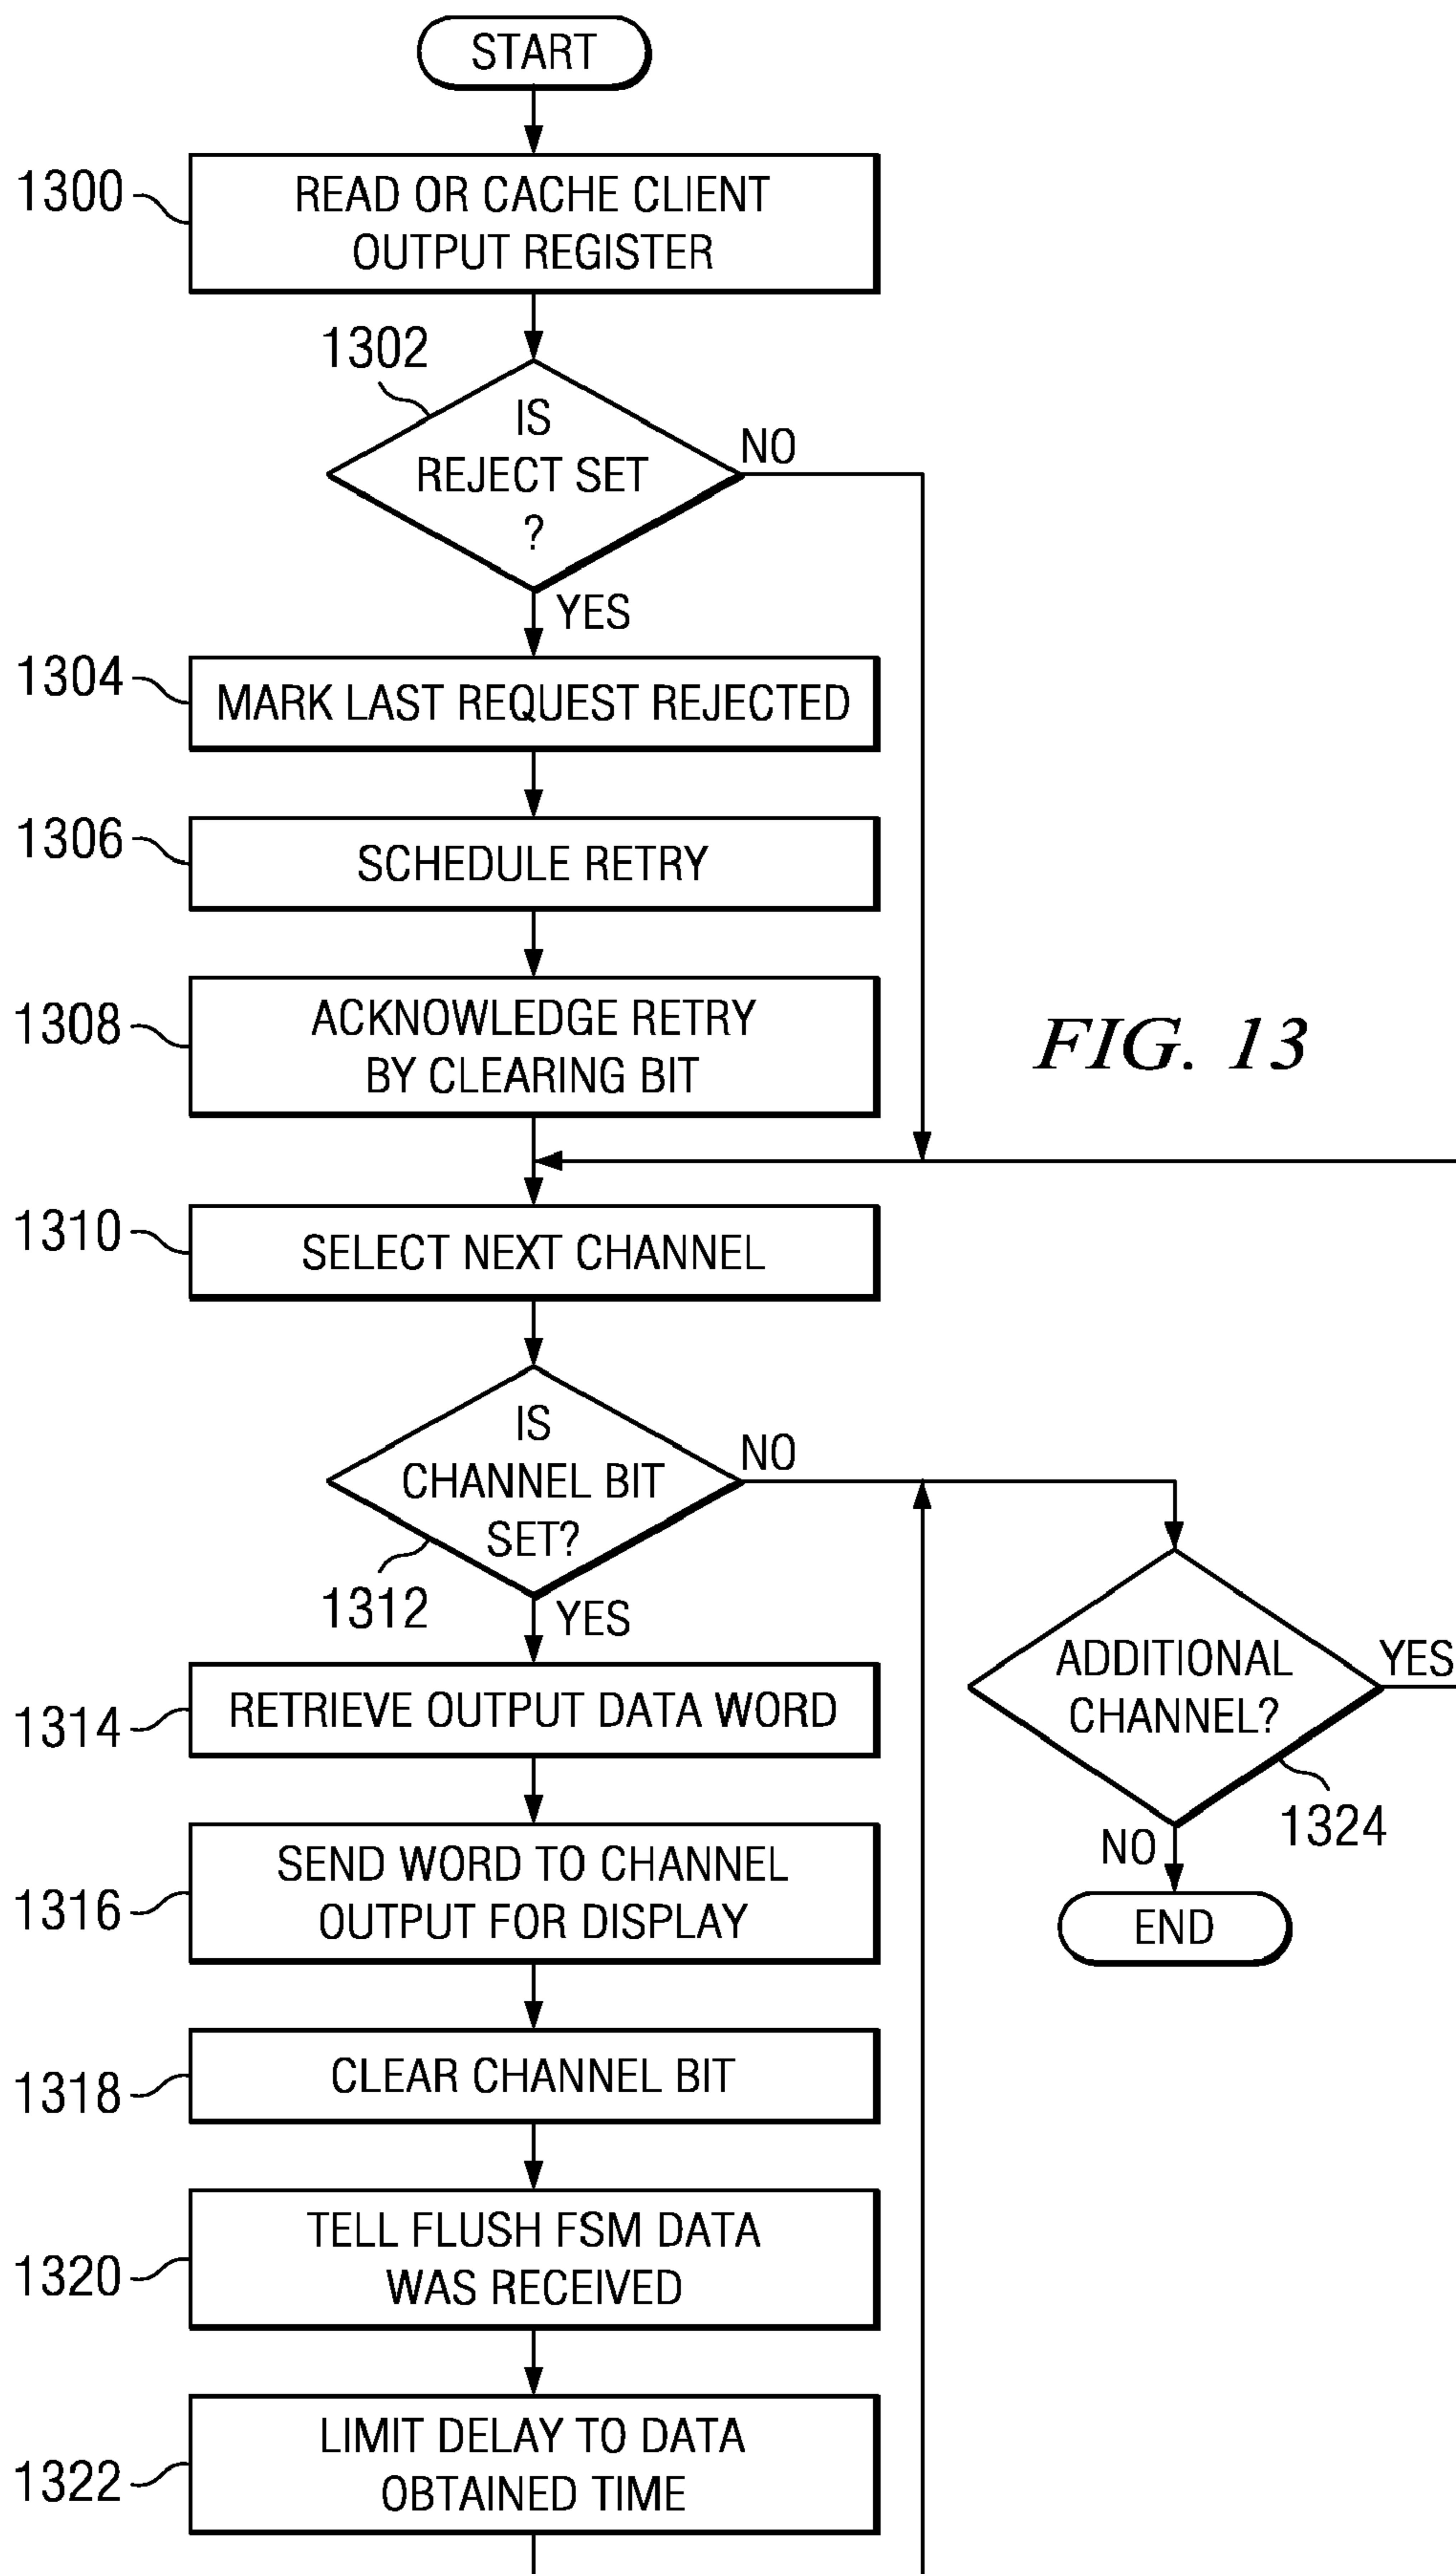 START
1300
READ OR CACHE CLIENT
OUTPUT REGISTER
1302
IS
REJECT SET
?
NO
YES
1304
MARK LAST REQUEST REJECTED
1306
SCHEDULE RETRY
1308
ACKNOWLEDGE RETRY
BY CLEARING BIT
FIG. 13
1310
SELECT NEXT CHANNEL
IS
CHANNEL BIT
SET?
NO
1312
YES
1314
RETRIEVE OUTPUT DATA WORD
ADDITIONAL
CHANNEL?
YES
1324
NO
END
1316
SEND WORD TO CHANNEL
OUTPUT FOR DISPLAY
1318
CLEAR CHANNEL BIT
1320
TELL FLUSH FSM DATA
WAS RECEIVED
1322
LIMIT DELAY TO DATA
OBTAINED TIME